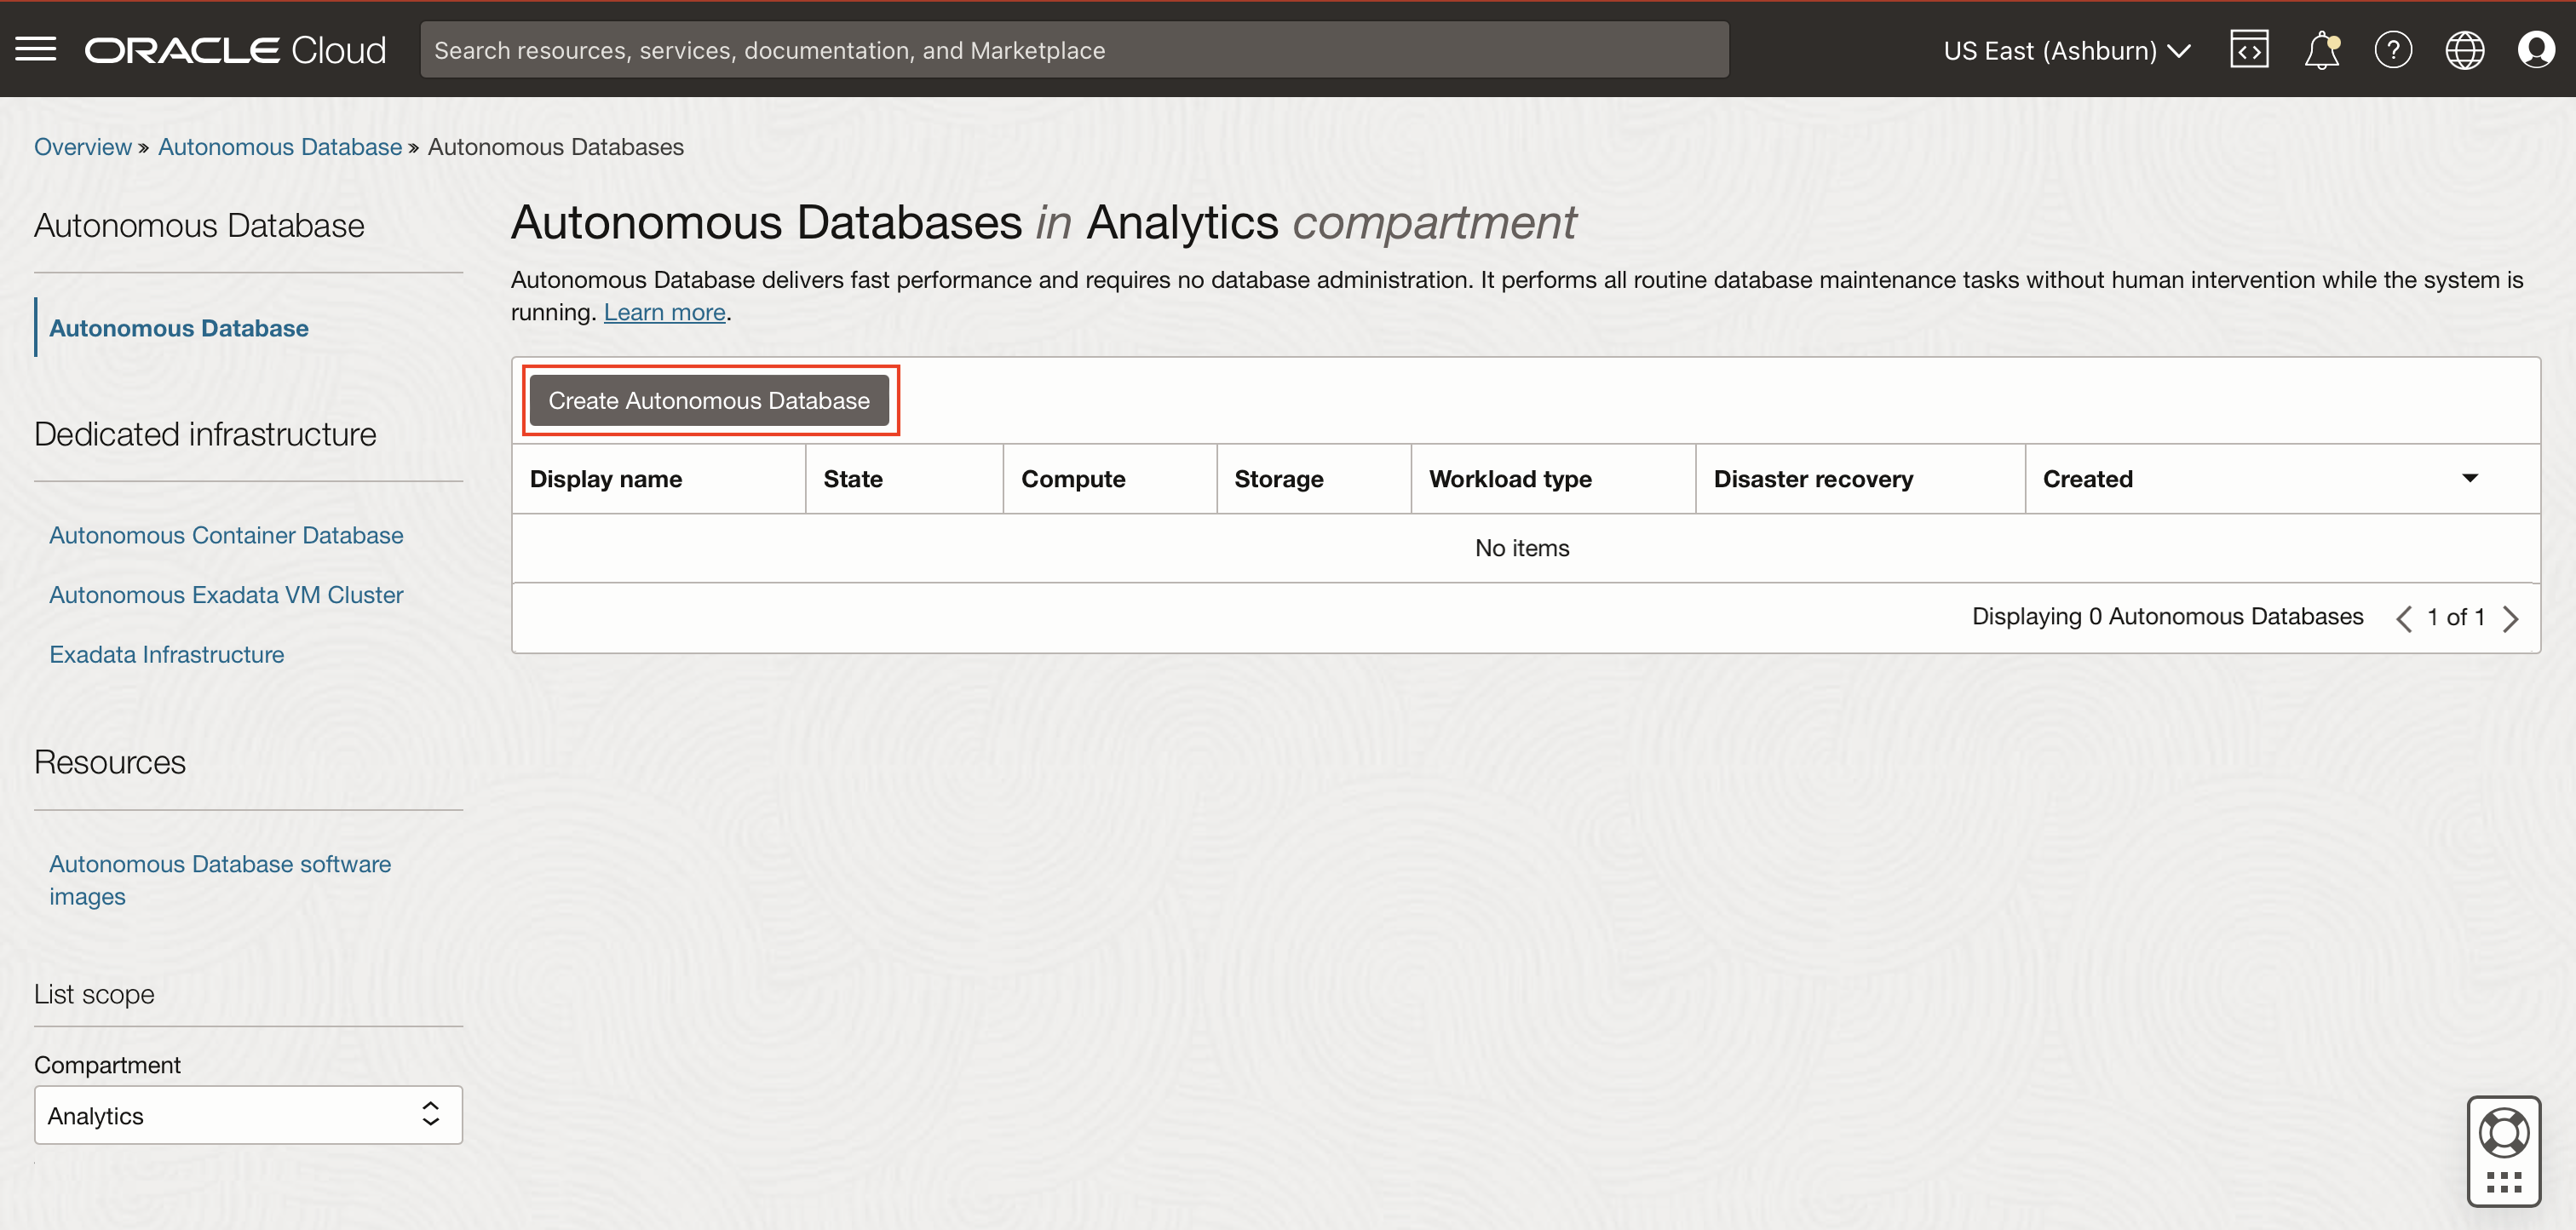 ORACLE Cloud
Search resources, services, documentation, and Marketplace
US East (Ashburn)
Overview » Autonomous Database » Autonomous Databases
Autonomous Database
Autonomous Database
Dedicated infrastructure
Autonomous Container Database
Autonomous Exadata VM Cluster
Exadata Infrastructure
Resources
Autonomous Database software
images
List scope
Compartment
Analytics
Autonomous Databases in Analytics compartment
Autonomous Database delivers fast performance and requires no database administration. It performs all routine database maintenance tasks without human intervention while the system is
running. Learn more.
Create Autonomous Database
Display name State Compute Storage Workload type Disaster recovery Created
No items
Displaying 0 Autonomous Databases < 1 of 1 >